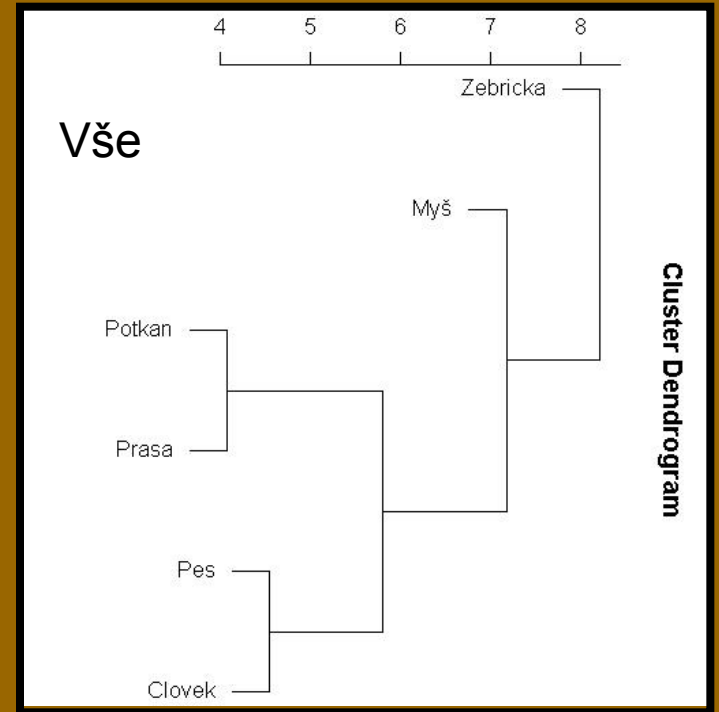 4 5 6 7 8
Zebricka
Vše
Myš
Potkan
Prasa
Pes
Clovek
Cluster Dendrogram